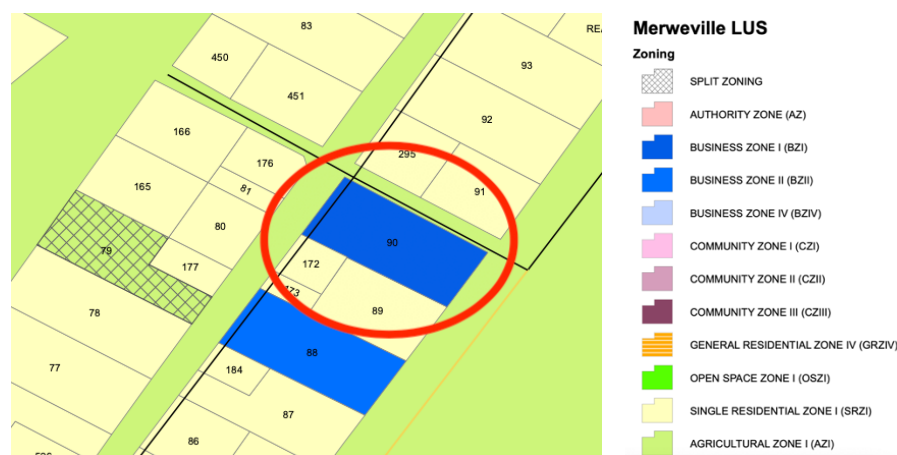 83
RE
450
93
451
92
166
176
295
81
91
165
80
90
79
177
172
173
89
78
88
184
77
87
86
Merweville LUS
Zoning
SPLIT ZONING
AUTHORITY ZONE (AZ)
BUSINESS ZONE I (BZI)
BUSINESS ZONE II (BZII)
BUSINESS ZONE IV (BZIV)
COMMUNITY ZONE I (CZI)
COMMUNITY ZONE II (CZII)
COMMUNITY ZONE III (CZIII)
GENERAL RESIDENTIAL ZONE IV (GRZIV)
OPEN SPACE ZONE I (OSZI)
SINGLE RESIDENTIAL ZONE I (SRZI)
AGRICULTURAL ZONE I (AZI)